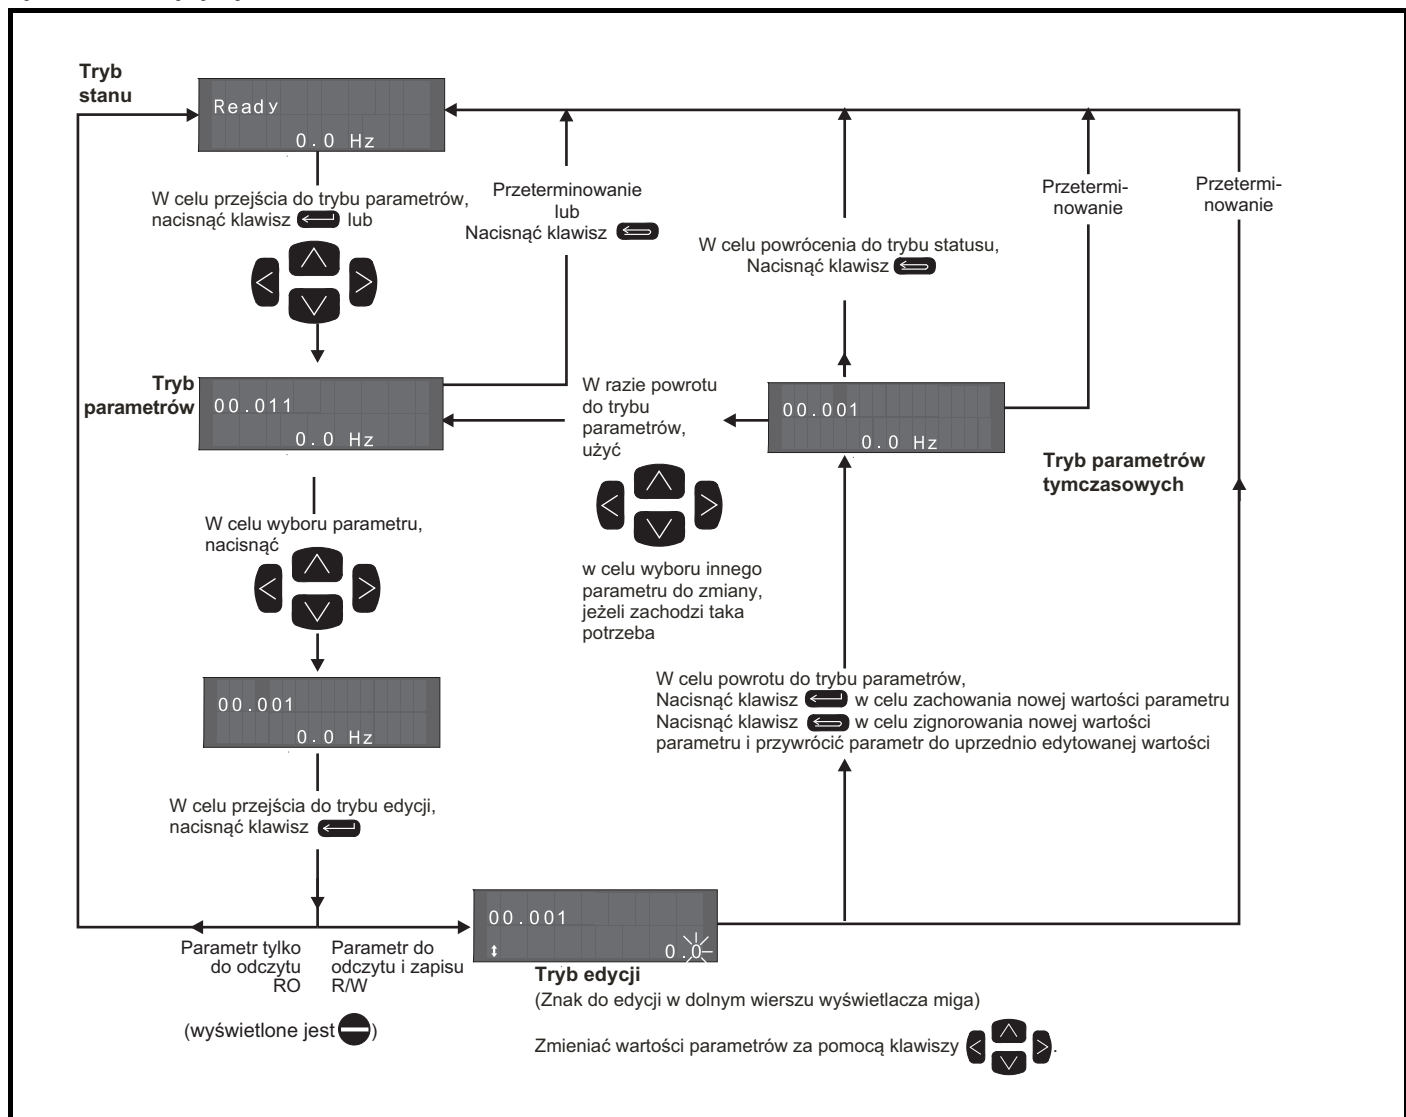 Tryb
stanu
Ready
0.0 Hz
W celu przejścia do trybu parametrów,
nacisnąć klawisz lub
Przeterminowanie
lub
Nacisnąć klawisz
W celu powrócenia do trybu statusu,
Nacisnąć klawisz
Przetermi-
nowanie
Przetermi-
nowanie
Tryb
parametrów
00.011
0.0 Hz
W razie powrotu
do trybu
parametrów,
użyć
w celu wyboru innego
parametru do zmiany,
jeżeli zachodzi taka
potrzeba
00.001
0.0 Hz
Tryb parametrów
tymczasowych
W celu wyboru parametru,
nacisnąć
00.001
0.0 Hz
W celu powrotu do trybu parametrów,
Nacisnąć klawisz w celu zachowania nowej wartości parametru
Nacisnąć klawisz w celu zignorowania nowej wartości
parametru i przywrócić parametr do uprzednio edytowanej wartości
W celu przejścia do trybu edycji,
nacisnąć klawisz
Parametr tylko
do odczytu
RO
Parametr do
odczytu i zapisu
R/W
(wyświetlone jest )
00.001
0.0
Tryb edycji
(Znak do edycji w dolnym wierszu wyświetlacza miga)
Zmieniać wartości parametrów za pomocą klawiszy .